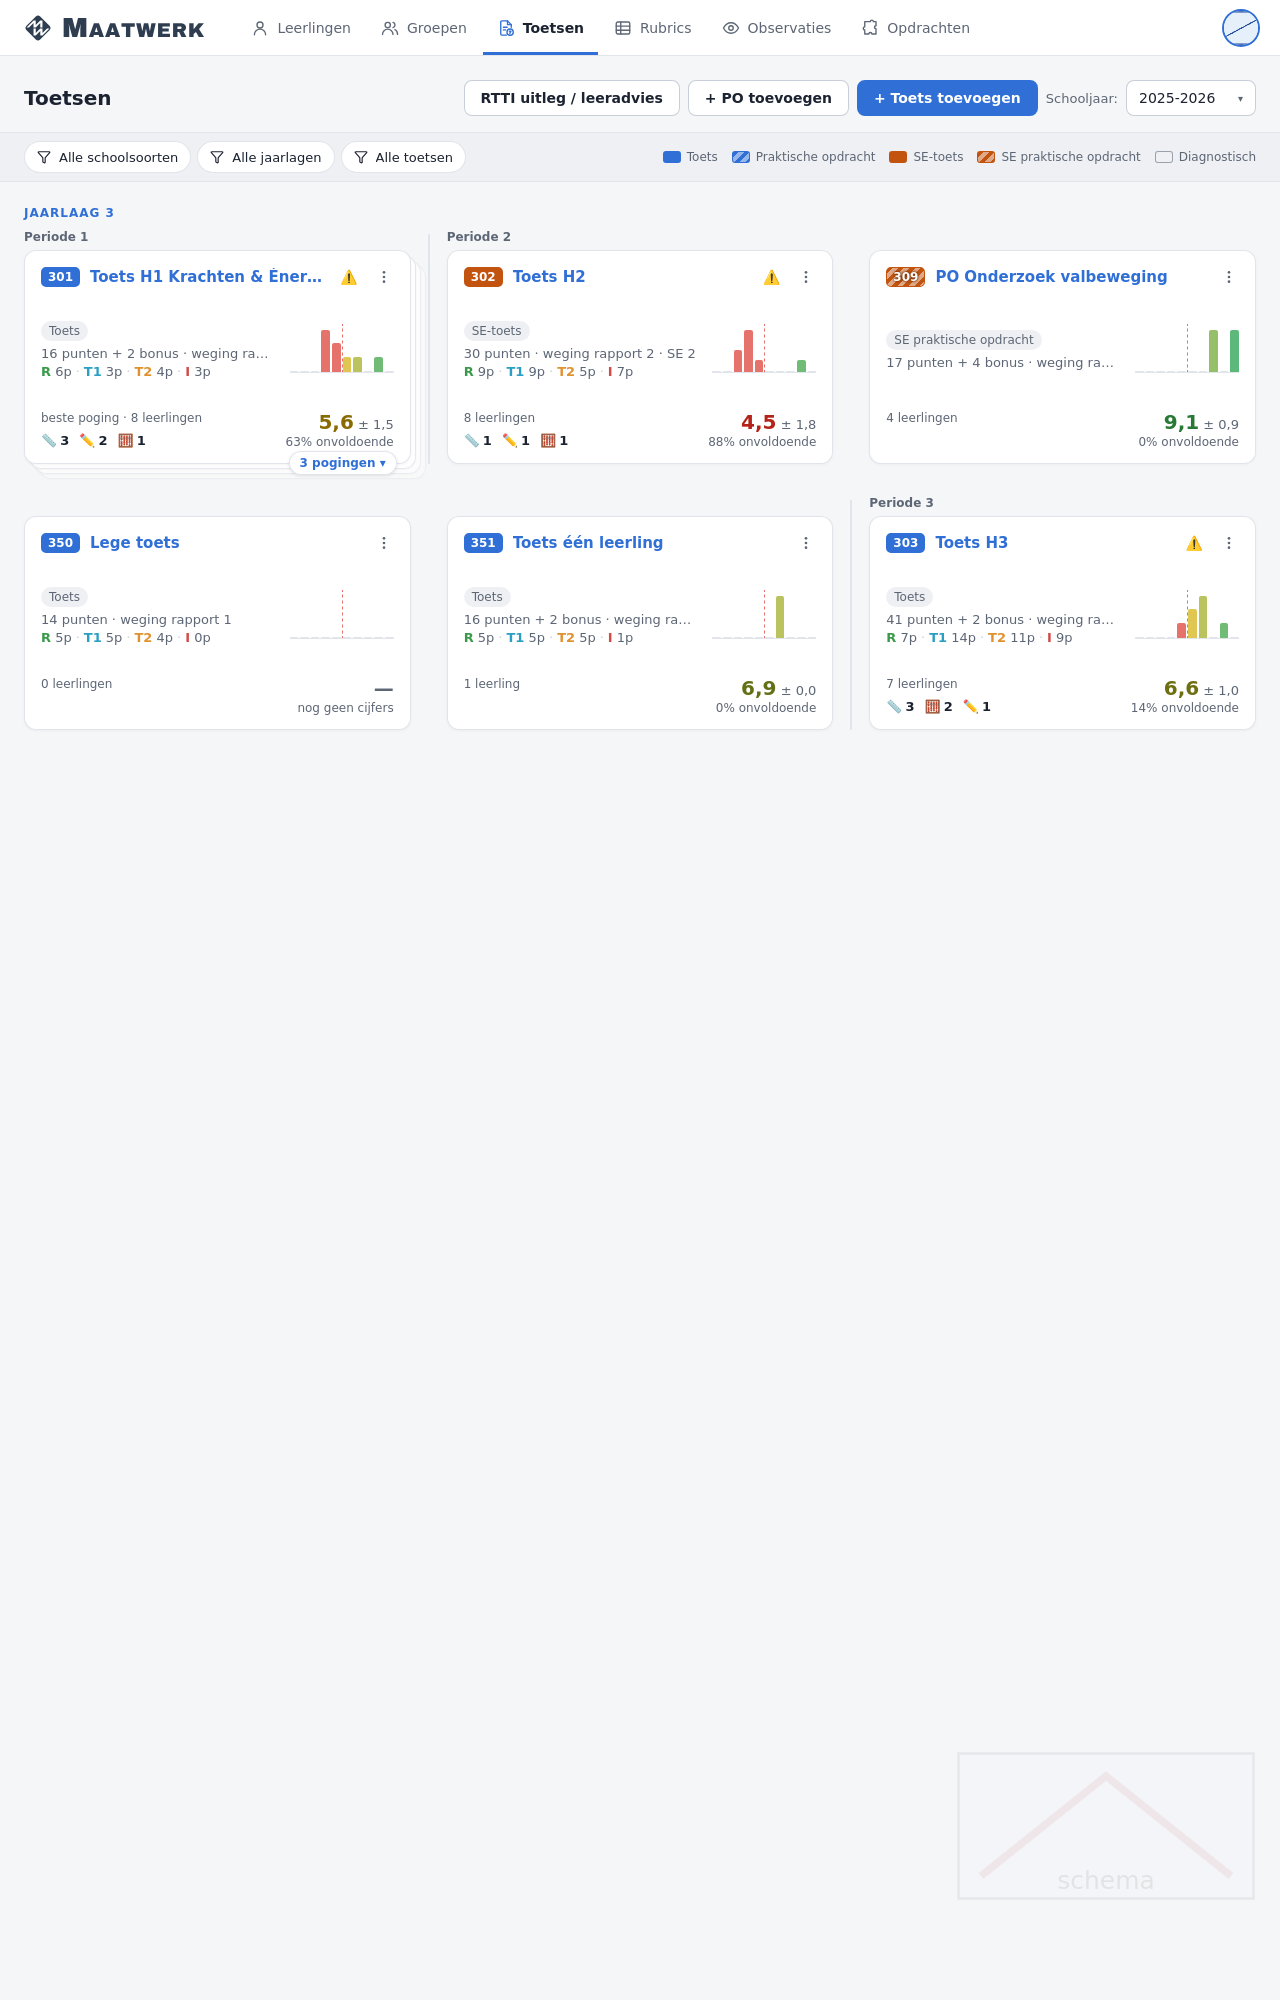 MAATWERK
Leerlingen
Groepen
Toetsen
Rubrics
Observaties
Opdrachten
Toetsen
RTTI uitleg / leeradvies
+ PO toevoegen
+ Toets toevoegen
Schooljaar:
2025-2026
Alle schoolsoorten
Alle jaarlagen
Alle toetsen
Toets
Praktische opdracht
SE-toets
SE praktische opdracht
Diagnostisch
JAARLAAG 3
Periode 1
301 Toets H1 Krachten & Ener…
Toets
16 punten + 2 bonus · weging ra…
R 6p · T1 3p · T2 4p · I 3p
beste poging · 8 leerlingen
5,6 ± 1,5
3 2 1
63% onvoldoende
3 pogingen ▾
Periode 2
302 Toets H2
SE-toets
30 punten · weging rapport 2 · SE 2
R 9p · T1 9p · T2 5p · I 7p
8 leerlingen
4,5 ± 1,8
1 1 1
88% onvoldoende
309 PO Onderzoek valbeweging
SE praktische opdracht
17 punten + 4 bonus · weging ra…
4 leerlingen
9,1 ± 0,9
0% onvoldoende
350 Lege toets
Toets
14 punten · weging rapport 1
R 5p · T1 5p · T2 4p · I 0p
0 leerlingen
—
nog geen cijfers
351 Toets één leerling
Toets
16 punten + 2 bonus · weging ra…
R 5p · T1 5p · T2 5p · I 1p
1 leerling
6,9 ± 0,0
0% onvoldoende
Periode 3
303 Toets H3
Toets
41 punten + 2 bonus · weging ra…
R 7p · T1 14p · T2 11p · I 9p
7 leerlingen
6,6 ± 1,0
3 2 1
14% onvoldoende
schema